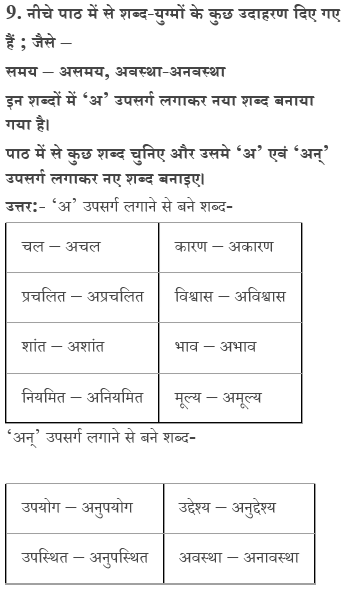 9. नीचे पाठ में से शब्द-युग्मों के कुछ उदाहरण दिए गए
हैं ; जैसे –
समय – असमय, अवस्था-अनवस्था
इन शब्दों में ‘अ’ उपसर्ग लगाकर नया शब्द बनाया
गया है।
पाठ में से कुछ शब्द चुनिए और उसमे ‘अ’ एवं ‘अन्’
उपसर्ग लगाकर नए शब्द बनाइए।
उत्तर:- ‘अ’ उपसर्ग लगाने से बने शब्द-
चल – अचल कारण – अकारण
प्रचलित – अप्रचलित विश्वास – अविश्वास
शांत – अशांत भाव – अभाव
नियमित – अनियमित मूल्य – अमूल्य
‘अन्’ उपसर्ग लगाने से बने शब्द-
उपयोग – अनुपयोग उद्देश्य – अनुद्देश्य
उपस्थित – अनुपस्थित अवस्था – अनावस्था